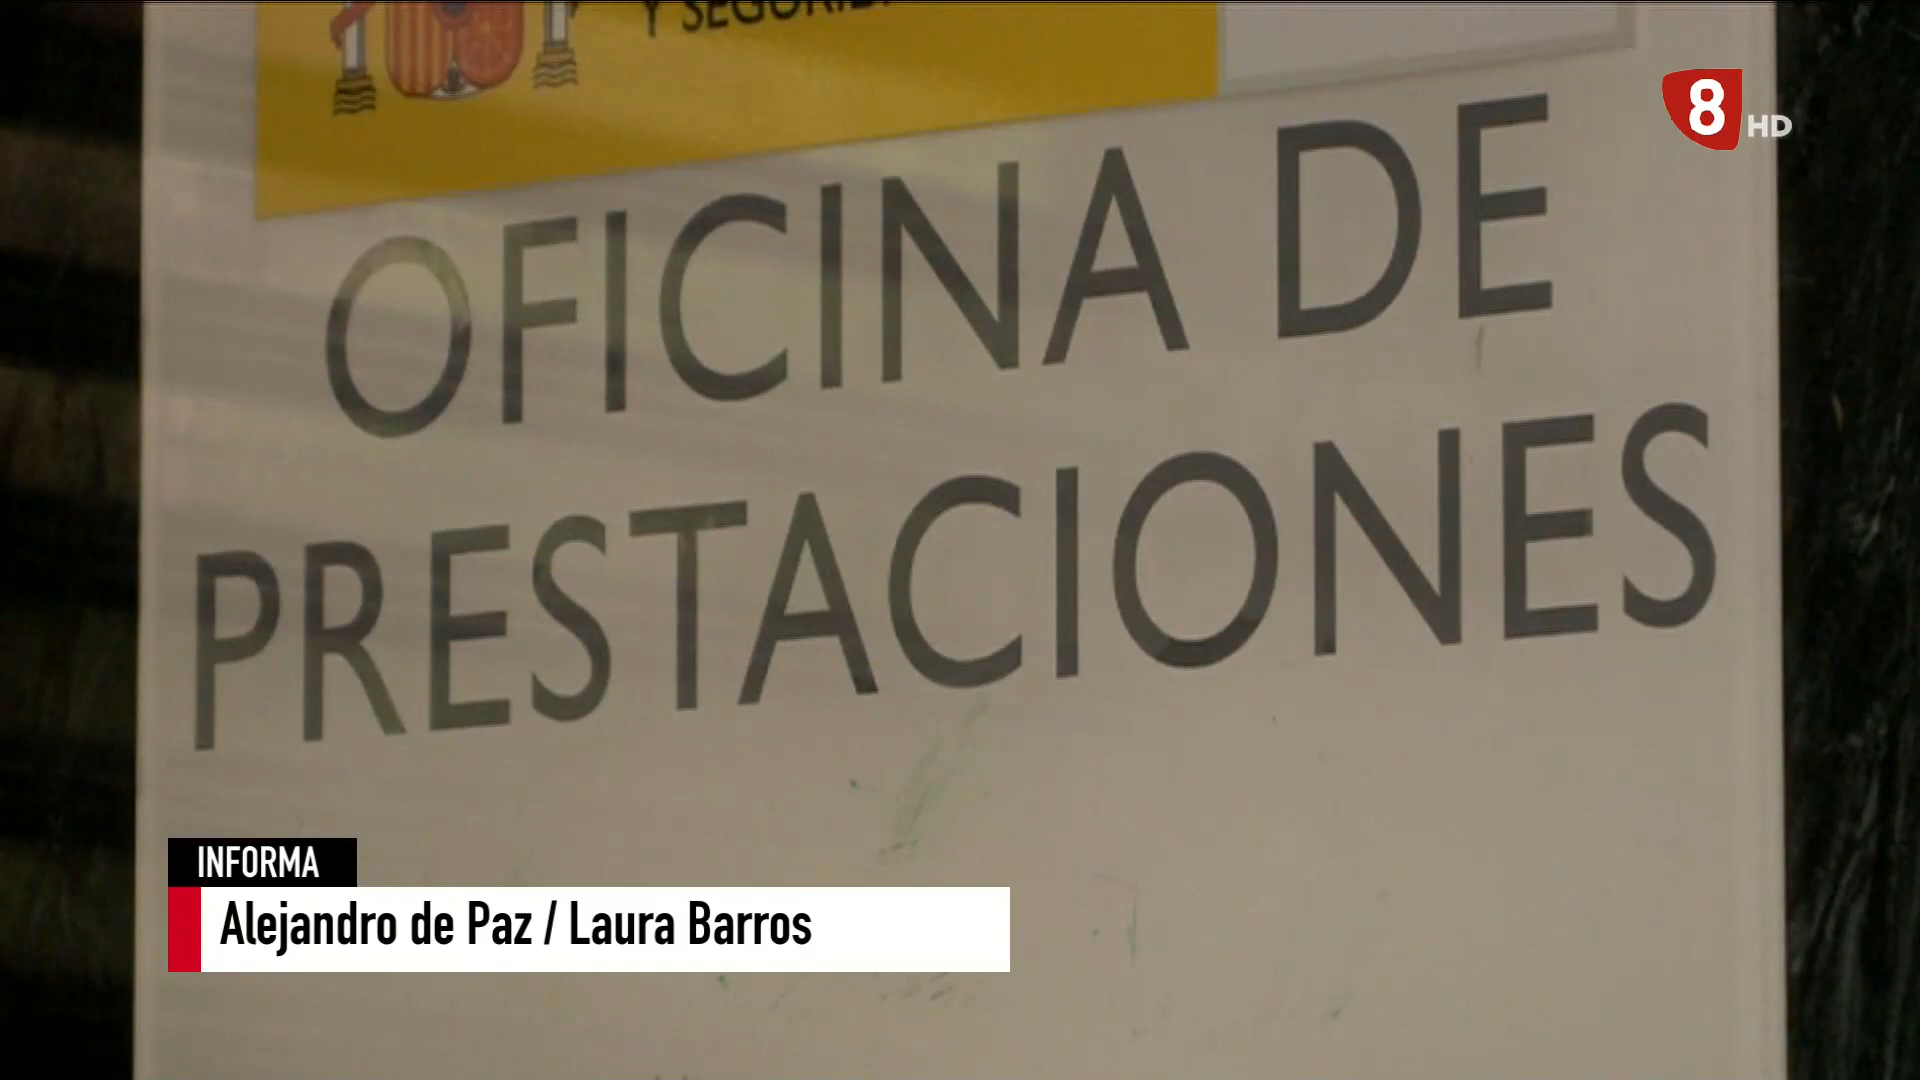 8 HD
OFICINA DE
PRESTACIONES
INFORMA
Alejandro de Paz / Laura Barros